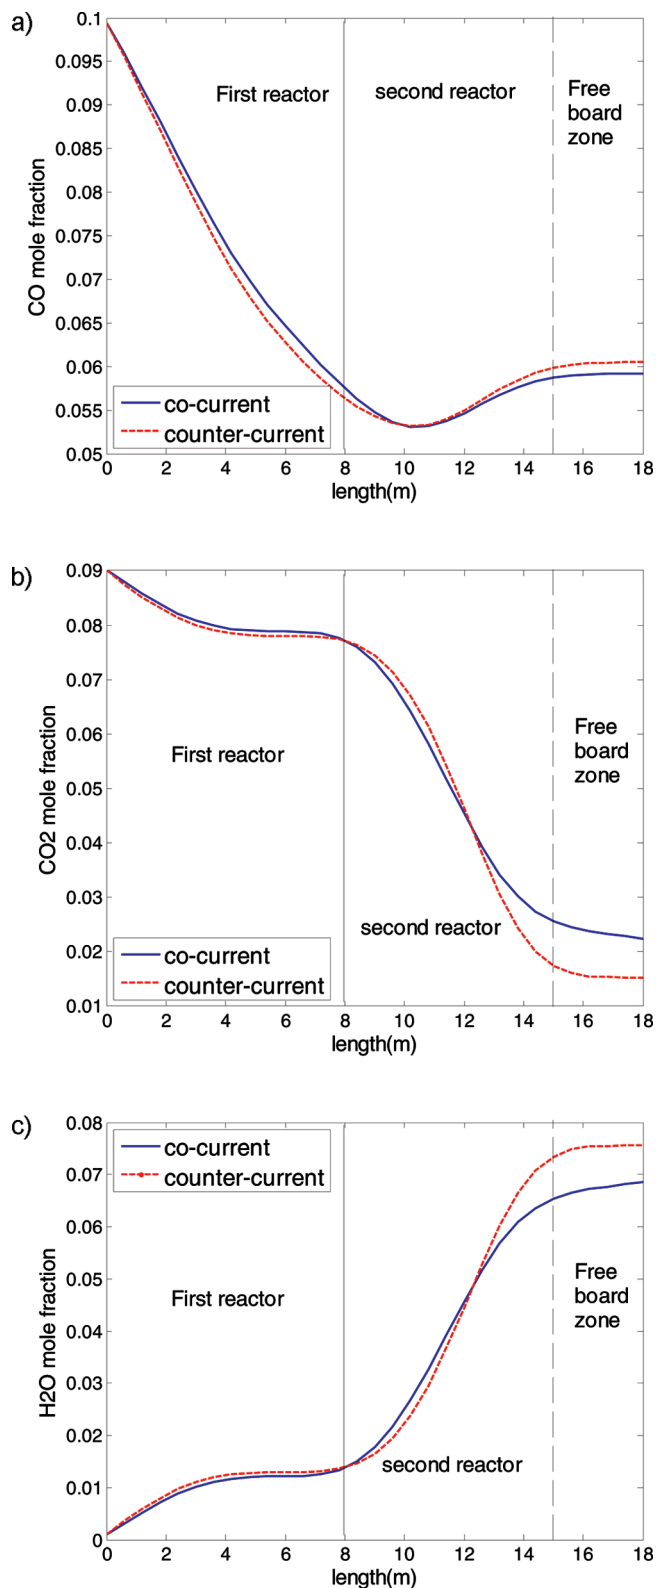 a)
0.1
0.095
0.09
0.085
0.08
0.075
0.07
0.065
0.06
0.055
0.05
CO mole fraction
First reactor
second reactor
Free
board
zone
co-current
counter-current
0 2 4 6 8 10 12 14 16 18
length(m)
b)
0.09
0.08
0.07
0.06
0.05
0.04
0.03
0.02
0.01
CO2 mole fraction
First reactor
Free
board
zone
second reactor
co-current
counter-current
0 2 4 6 8 10 12 14 16 18
length(m)
c)
0.08
0.07
0.06
0.05
0.04
0.03
0.02
0.01
0
H2O mole fraction
co-current
counter-current
First reactor
Free
board
zone
second reactor
0 2 4 6 8 10 12 14 16 18
length(m)